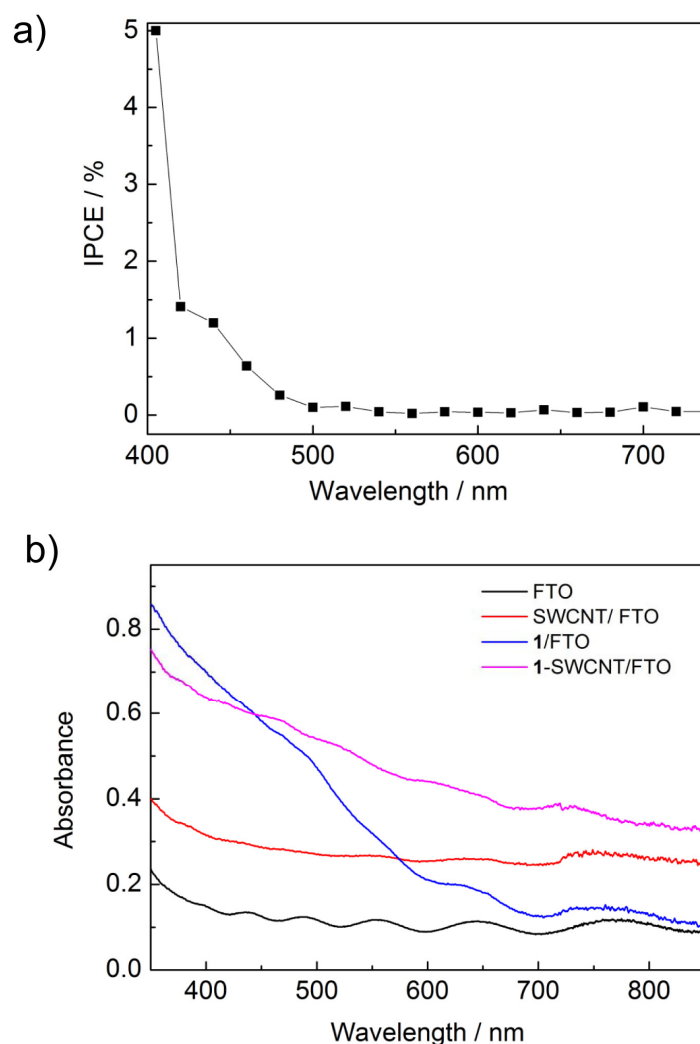 a)
5
4
3
2
1
0
IPCE / %
400 500 600 700
Wavelength / nm
b)
FTO
SWCNT/ FTO
1/FTO
1-SWCNT/FTO
0.8
0.6
0.4
0.2
0.0
Absorbance
400 500 600 700 800
Wavelength / nm